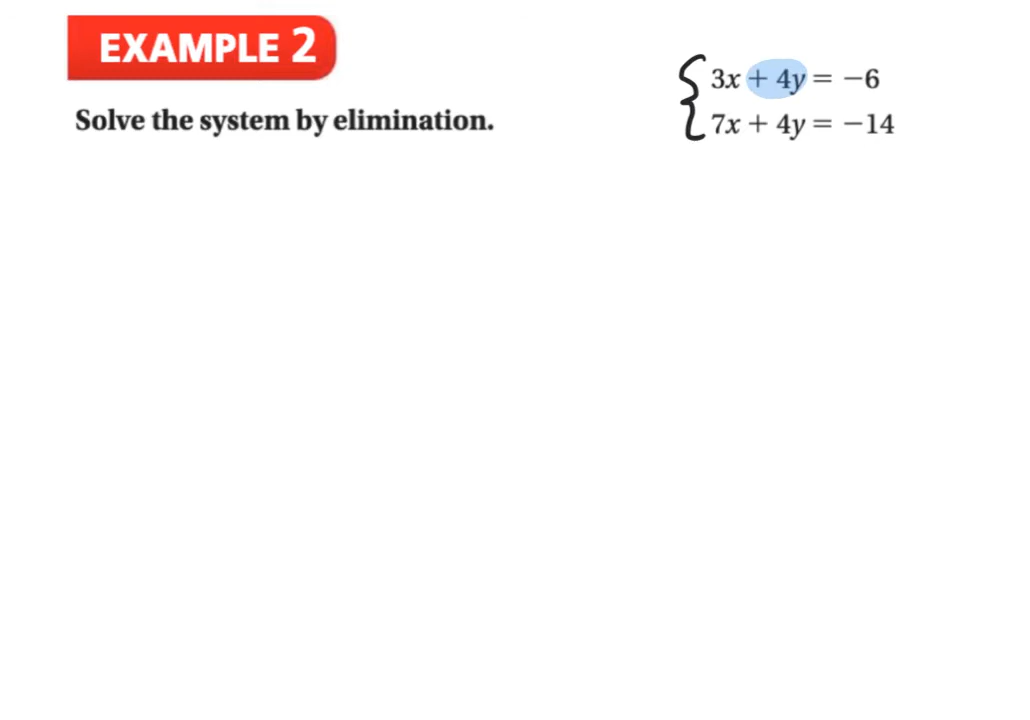 EXAMPLE 2
Solve the system by elimination.
3x + 4y = −6
7x + 4y = −14